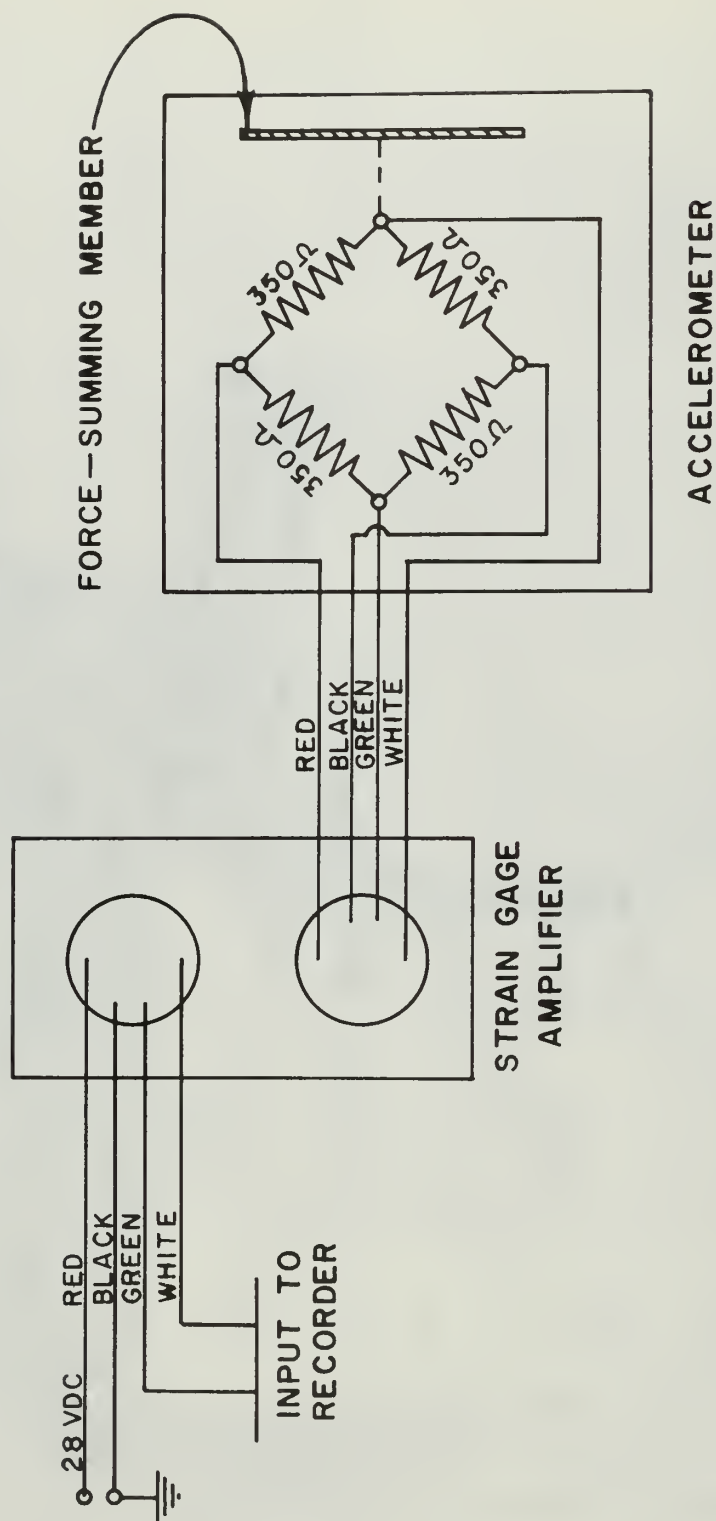 FORCE—SUMMING MEMBER
350Ω
350Ω
350Ω
350Ω
ACCELEROMETER
RED
BLACK
GREEN
WHITE
STRAIN GAGE
AMPLIFIER
28 VDC
RED
BLACK
GREEN
WHITE
INPUT TO
RECORDER